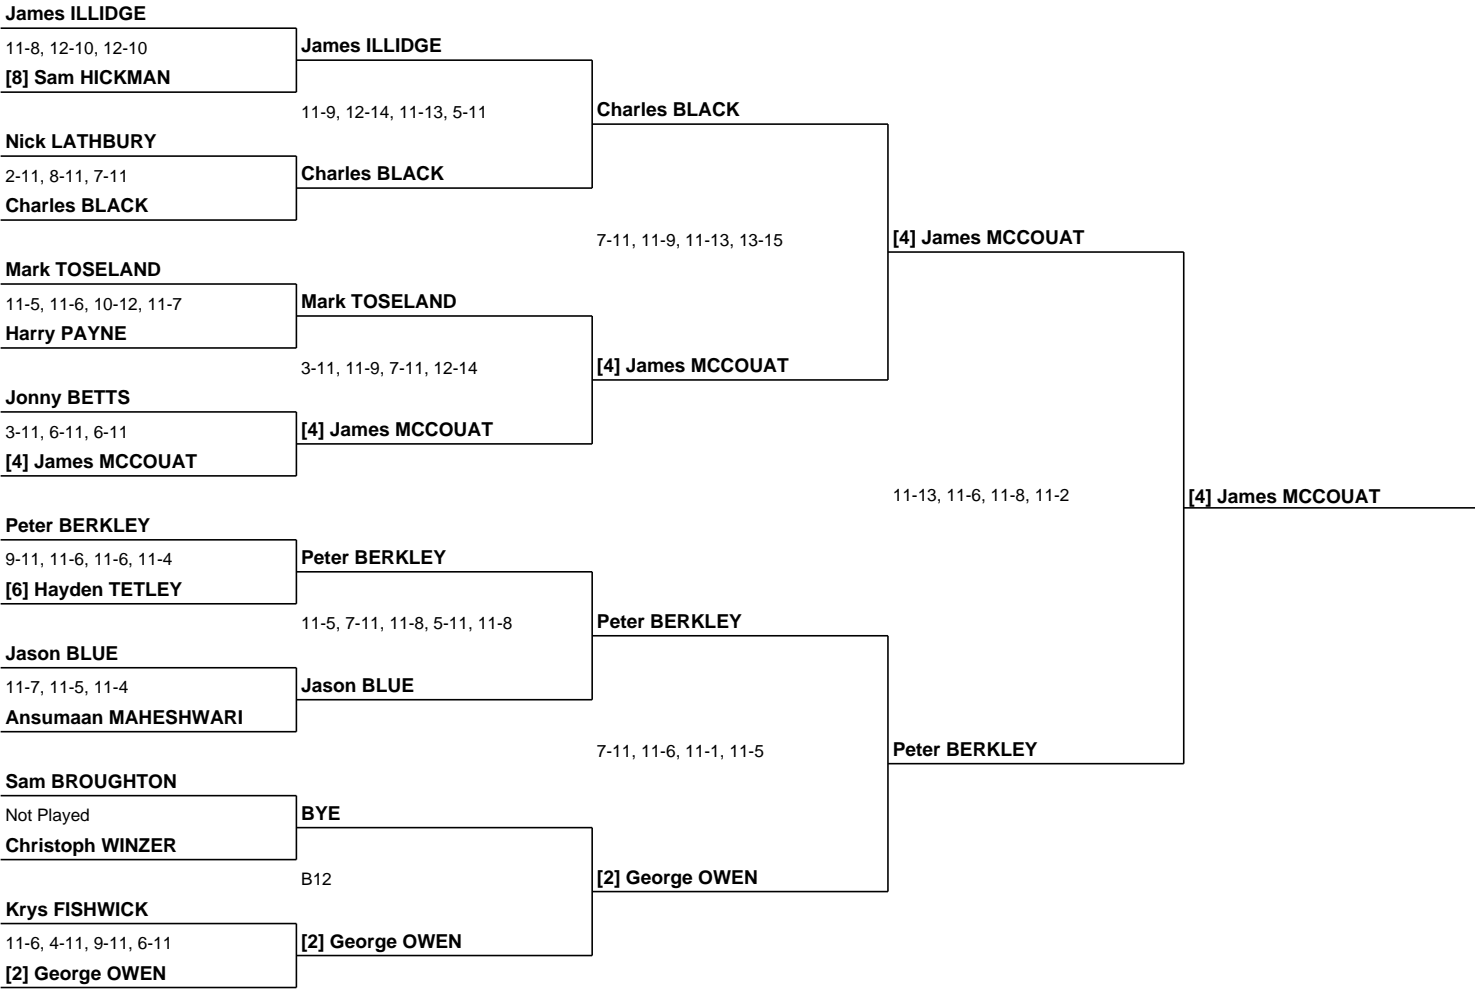 James ILLIDGE
11-8, 12-10, 12-10
[8] Sam HICKMAN
James ILLIDGE
11-9, 12-14, 11-13, 5-11
Nick LATHBURY
2-11, 8-11, 7-11
Charles BLACK
Charles BLACK
Charles BLACK
7-11, 11-9, 11-13, 13-15
Mark TOSELAND
11-5, 11-6, 10-12, 11-7
Harry PAYNE
Mark TOSELAND
3-11, 11-9, 7-11, 12-14
Jonny BETTS
3-11, 6-11, 6-11
[4] James MCCOUAT
[4] James MCCOUAT
[4] James MCCOUAT
[4] James MCCOUAT
11-13, 11-6, 11-8, 11-2
[4] James MCCOUAT
Peter BERKLEY
9-11, 11-6, 11-6, 11-4
[6] Hayden TETLEY
Peter BERKLEY
11-5, 7-11, 11-8, 5-11, 11-8
Jason BLUE
11-7, 11-5, 11-4
Ansumaan MAHESHWARI
Jason BLUE
Peter BERKLEY
7-11, 11-6, 11-1, 11-5
Peter BERKLEY
Sam BROUGHTON
Not Played
Christoph WINZER
BYE
B12
Krys FISHWICK
11-6, 4-11, 9-11, 6-11
[2] George OWEN
[2] George OWEN
[2] George OWEN